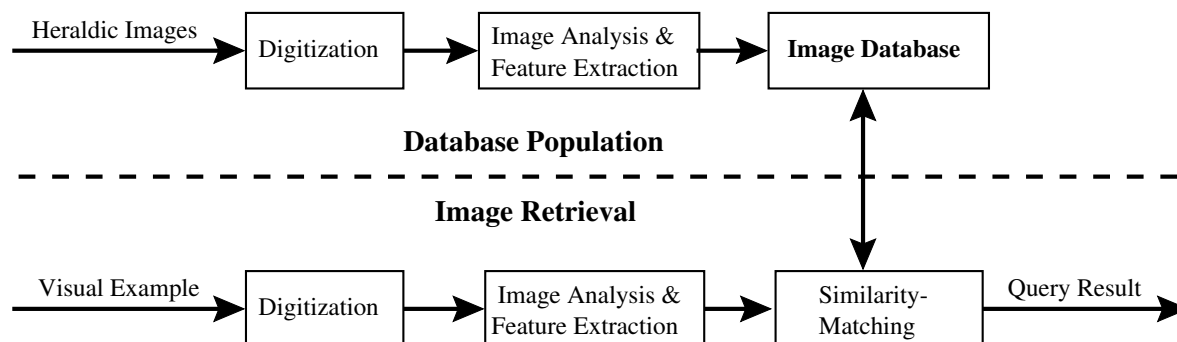 Heraldic Images
Digitization
Image Analysis &
Feature Extraction
Image Database
Database Population
Image Retrieval
Visual Example
Digitization
Image Analysis &
Feature Extraction
Similarity-
Matching
Query Result